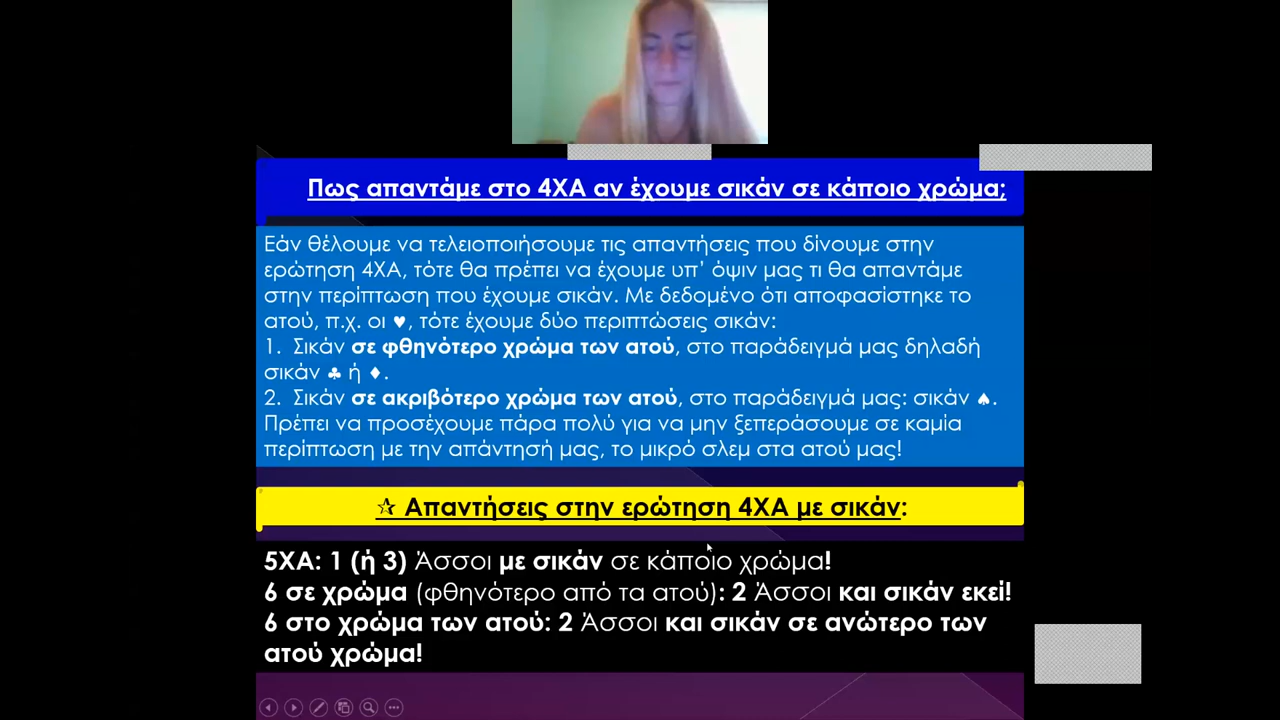 Πως απαντάμε στο 4ΧΑ αν έχουμε σικάν σε κάποιο χρώμα;
Εάν θέλουμε να τελειοποιήσουμε τις απαντήσεις που δίνουμε στην
ερώτηση 4ΧΑ, τότε θα πρέπει να έχουμε υπ’ όψιν μας τι θα απαντάμε
στην περίπτωση που έχουμε σικάν. Με δεδομένο ότι αποφασίστηκε το
ατού, π.χ. οι ♥, τότε έχουμε δύο περιπτώσεις σικάν:
1. Σικάν σε φθηνότερο χρώμα των ατού, στο παράδειγμά μας δηλαδή
σικάν ♣ ή ♦.
2. Σικάν σε ακριβότερο χρώμα των ατού, στο παράδειγμά μας: σικάν ♠.
Πρέπει να προσέχουμε πάρα πολύ για να μην ξεπεράσουμε σε καμία
περίπτωση με την απάντησή μας, το μικρό σλεμ στα ατού μας!
☆ Απαντήσεις στην ερώτηση 4ΧΑ με σικάν:
5ΧΑ: 1 (ή 3) Άσσοι με σικάν σε κάποιο χρώμα!
6 σε χρώμα (φθηνότερο από τα ατού): 2 Άσσοι και σικάν εκεί!
6 στο χρώμα των ατού: 2 Άσσοι και σικάν σε ανώτερο των
ατού χρώμα!